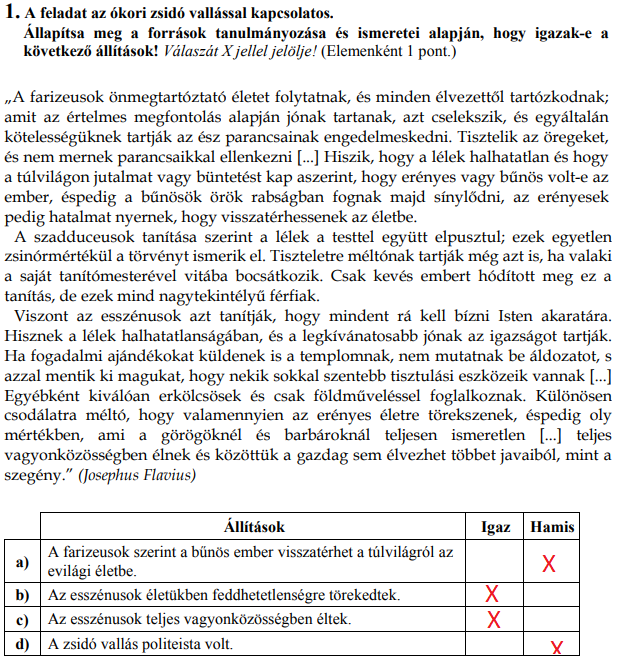 1. A feladat az ókori zsidó vallással kapcsolatos.
Állapítsa meg a források tanulmányozása és ismeretei alapján, hogy igazak-e a
következő állítások! Válaszát X jellel jelölje! (Elemenként 1 pont.)
„A farizeusok önmegtartóztató életet folytatnak, és minden élvezettől tartózkodnak;
amit az értelmes megfontolás alapján jónak tartanak, azt cselekszik, és egyáltalán
kötelességüknek tartják az ész parancsainak engedelmeskedni. Tisztelik az öregeket,
és nem mernek parancsaikkal ellenkezni [...] Hiszik, hogy a lélek halhatatlan és hogy
a túlvilágon jutalmat vagy büntetést kap aszerint, hogy erényes vagy bűnös volt-e az
ember, éspedig a bűnösök örök rabságban fognak majd sínylődni, az erényesek
pedig hatalmat nyernek, hogy visszatérhessenek az életbe.
A szadduceusok tanítása szerint a lélek a testtel együtt elpusztul; ezek egyetlen
zsinórmértékül a törvényt ismerik el. Tiszteletre méltónak tartják még azt is, ha valaki
a saját tanítómesterével vitába bocsátkozik. Csak kevés embert hódított meg ez a
tanítás, de ezek mind nagytekintélyű férfiak.
Viszont az esszénusok azt tanítják, hogy mindent rá kell bízni Isten akaratára.
Hisznek a lélek halhatatlanságában, és a legkívánatosabb jónak az igazságot tartják.
Ha fogadalmi ajándékokat küldenek is a templomnak, nem mutatnak be áldozatot, s
azzal mentik ki magukat, hogy nekik sokkal szentebb tisztulási eszközeik vannak [...]
Egyébként kiválóan erkölcsösek és csak földműveléssel foglalkoznak. Különösen
csodálatra méltó, hogy valamennyien az erényes életre törekszenek, éspedig oly
mértékben, ami a görögöknél és barbároknál teljesen ismeretlen [...] teljes
vagyonközösségben élnek és közöttük a gazdag sem élvezhet többet javaiból, mint a
szegény.” (Josephus Flavius)
Állítások Igaz Hamis
a) A farizeusok szerint a bűnös ember visszatérhet a túlvilágról az
evilági életbe. X
b) Az esszénusok életükben feddhetetlenségre törekedtek. X
c) Az esszénusok teljes vagyonközösségben éltek. X
d) A zsidó vallás politeista volt. X